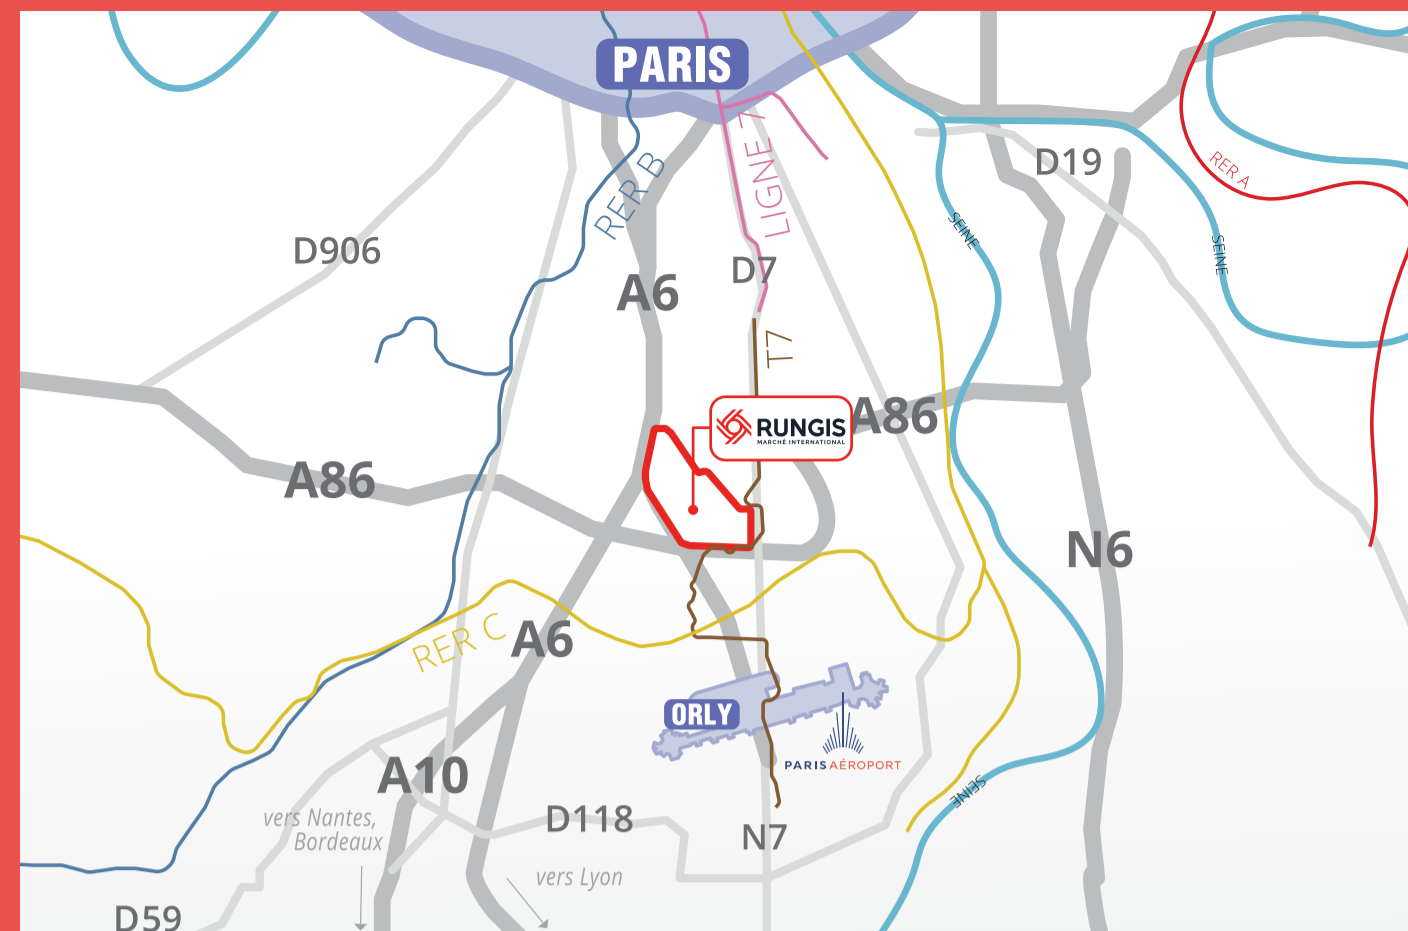 PARIS
LIGNE 7
D19
RER A
RER B
SEINE
SEINE
D906
D7
A6
T7
RUNGIS
MARCHÉ INTERNATIONAL
A86
A86
N6
RER C
A6
ORLY
PARIS AÉROPORT
A10
SEINE
vers Nantes,
Bordeaux
D118
N7
vers Lyon
D59